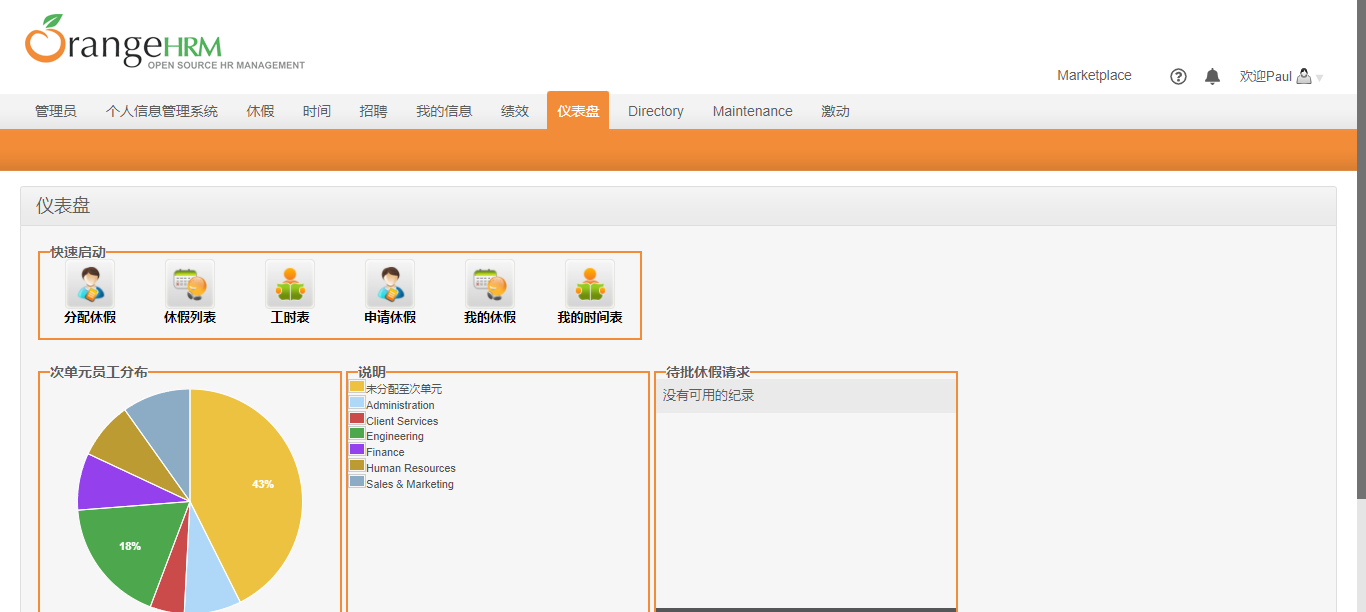 OrangeHRM
OPEN SOURCE HR MANAGEMENT
Marketplace ? 欢迎Paul
管理员 个人信息管理系统 休假 时间 招聘 我的信息 绩效 仪表盘 Directory Maintenance 激动
仪表盘
快速启动
分配休假 休假列表 工时表 申请休假 我的休假 我的时间表
次单元员工分布
43%
18%
说明
未分配至次单元
Administration
Client Services
Engineering
Finance
Human Resources
Sales & Marketing
待批休假请求
没有可用的纪录